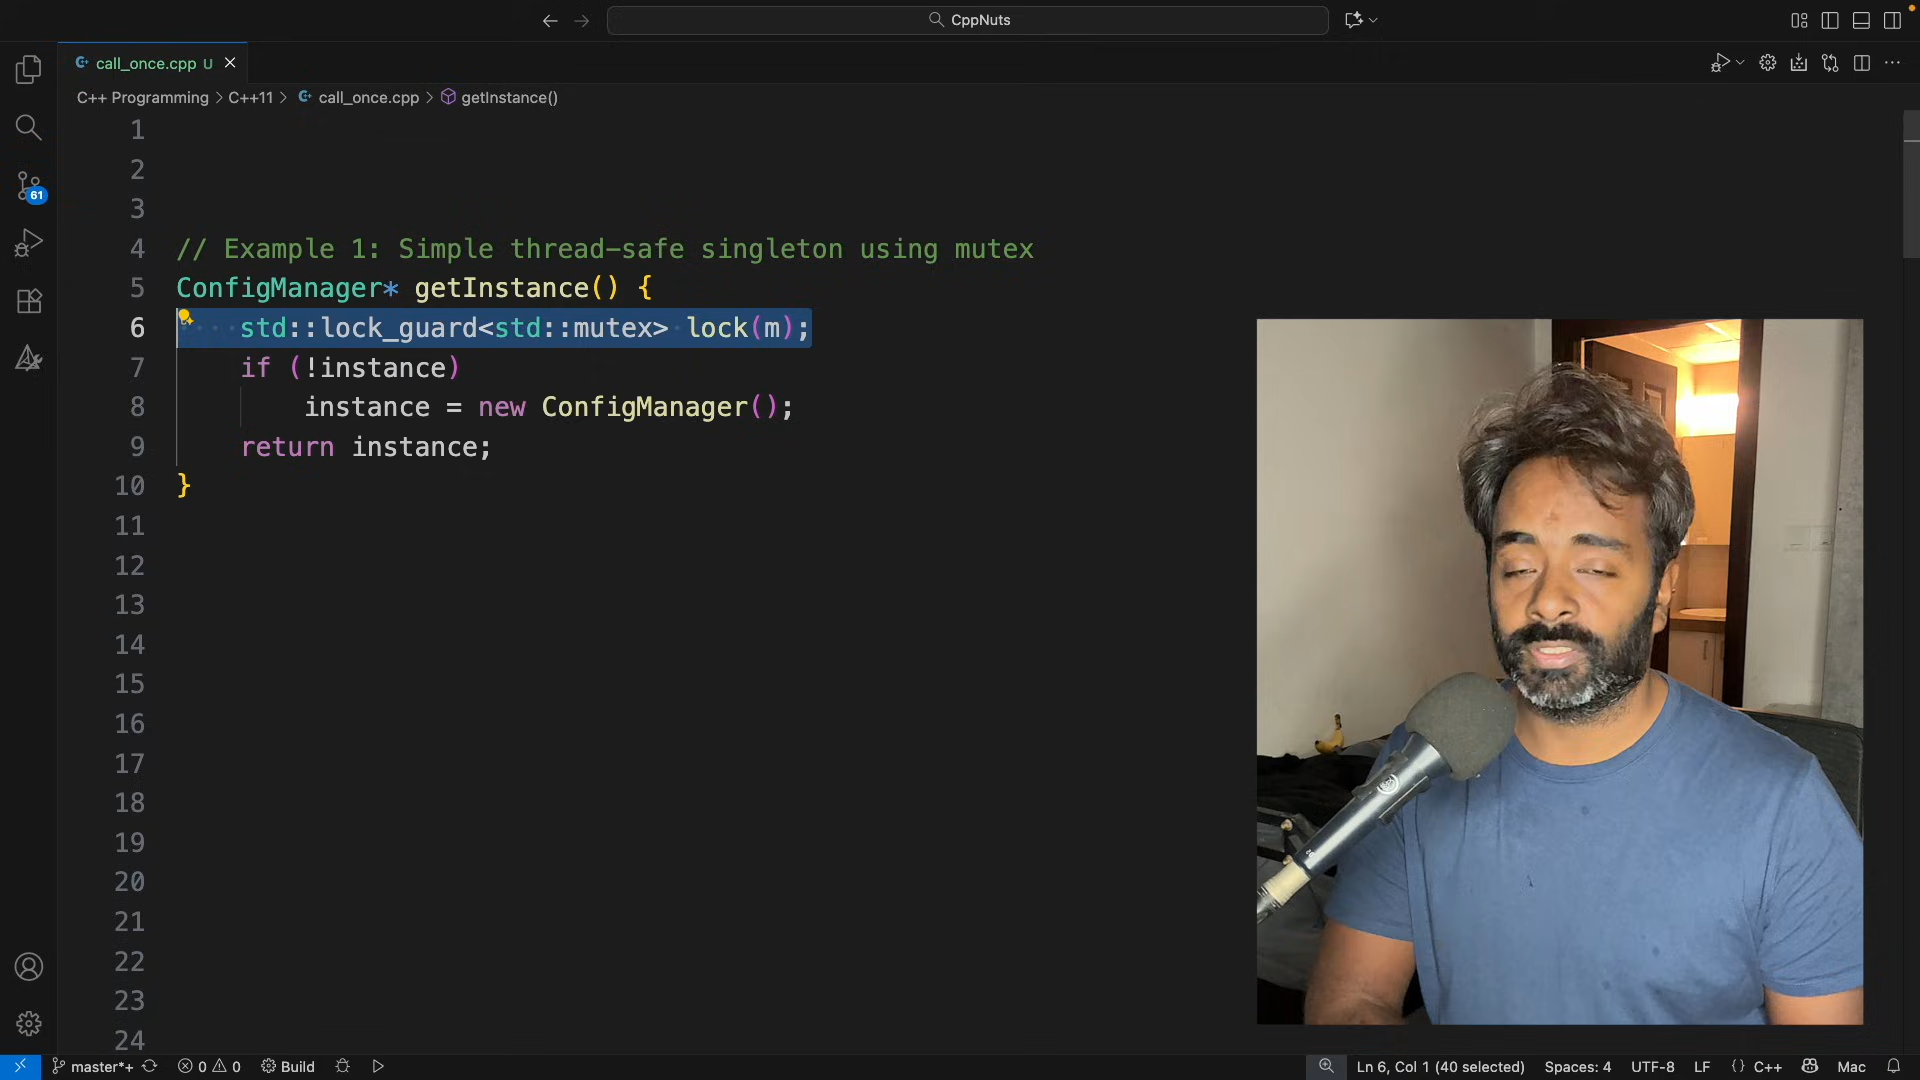 CppNuts
call_once.cpp U
C++ Programming > C++11 > call_once.cpp > getInstance()
1
2
3
4 // Example 1: Simple thread-safe singleton using mutex
5 ConfigManager* getInstance() {
6 std::lock_guard<std::mutex> lock(m);
7 if (!instance)
8 instance = new ConfigManager();
9 return instance;
10 }
11
12
13
14
15
16
17
18
19
20
21
22
23
24
61
master*+ 0 0 Build Ln 6, Col 1 (40 selected) Spaces: 4 UTF-8 LF {} C++ Mac